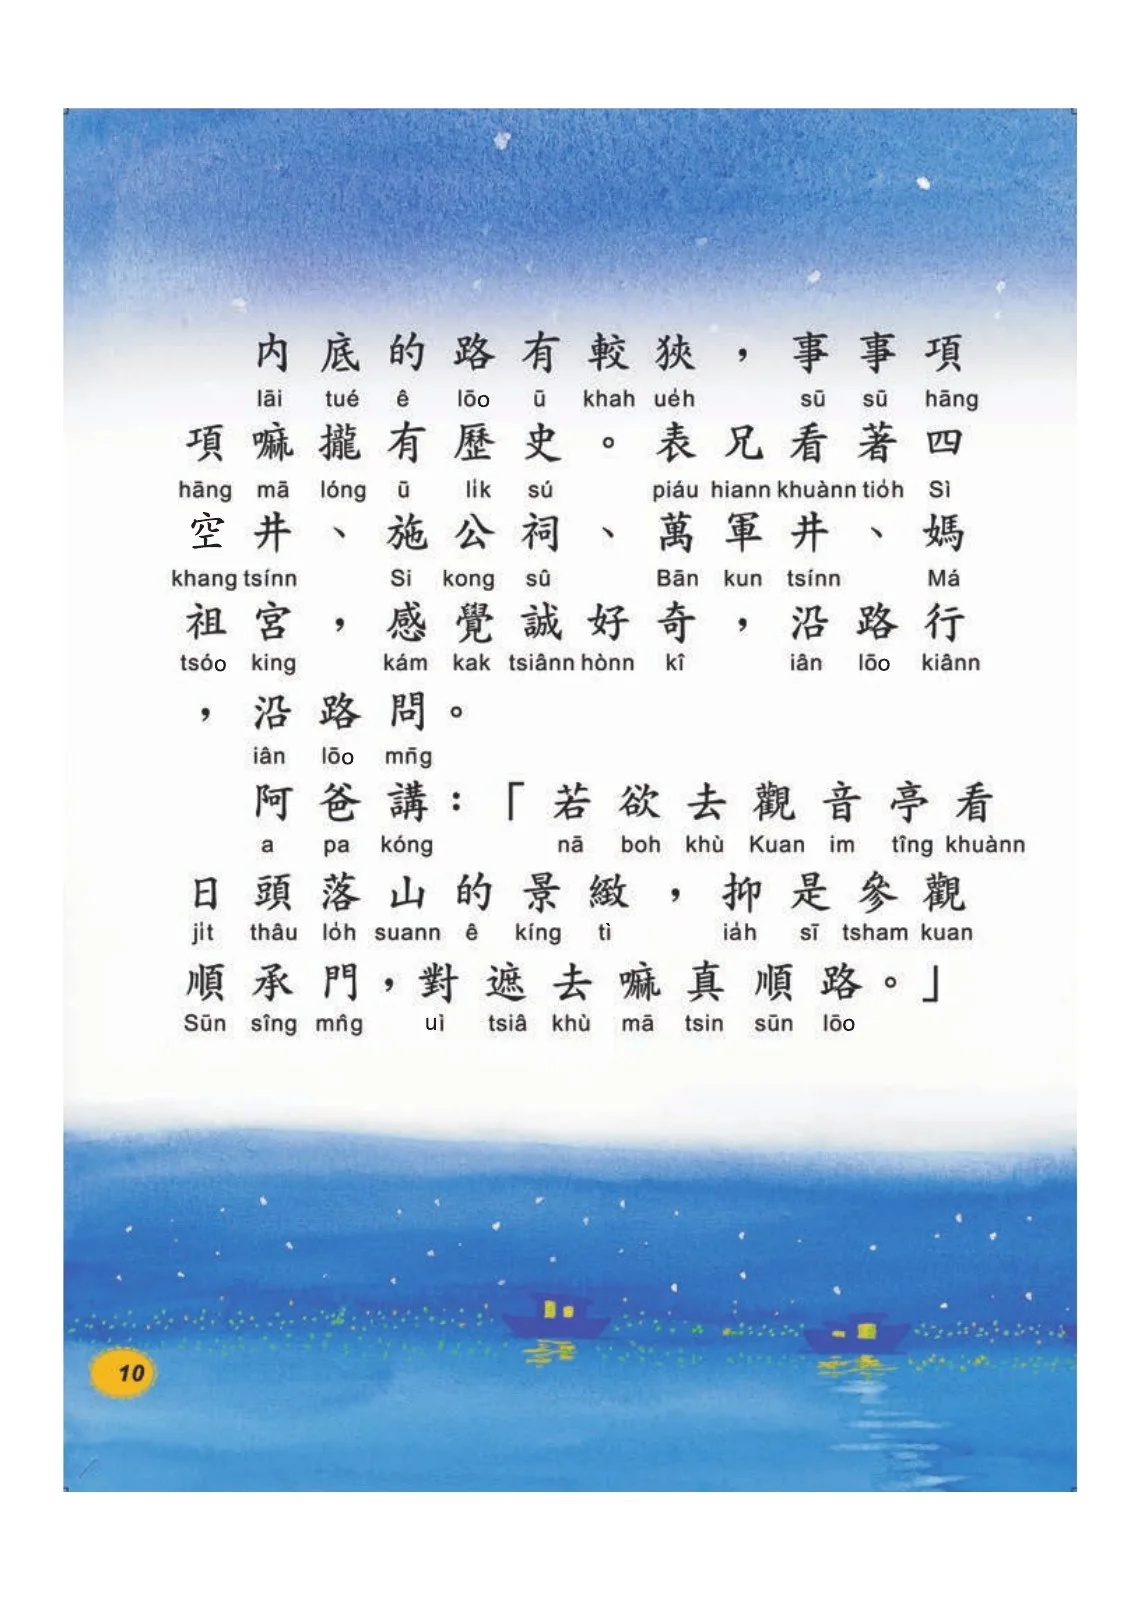 內底的路有較狹，事事項
lāi tué ê lōo ū khah ue̍h sū sū hāng
項嘛攏有歷史。表兄看著四
hāng mā lóng ū li̍k sú piáu hiann khuànn tio̍h Sì
空井、施公祠、萬軍井、媽
khang tsínn Si kong sû Bān kun tsínn Má
祖宮，感覺誠好奇，沿路行
tsóo king kám kak tsiânn hònn kî iân lōo kiânn
，沿路問。
iân lōo mn̄g
阿爸講：「若欲去觀音亭看
a pa kóng nā boh khù Kuan im tîng khuànn
日頭落山的景緻，抑是參觀
ji̍t thâu lo̍h suann ê kíng tì ia̍h sī tsham kuan
順承門，對遮去嘛真順路。」
Sūn sîng mn̂g uì tsiâ khù mā tsin sūn lōo
10